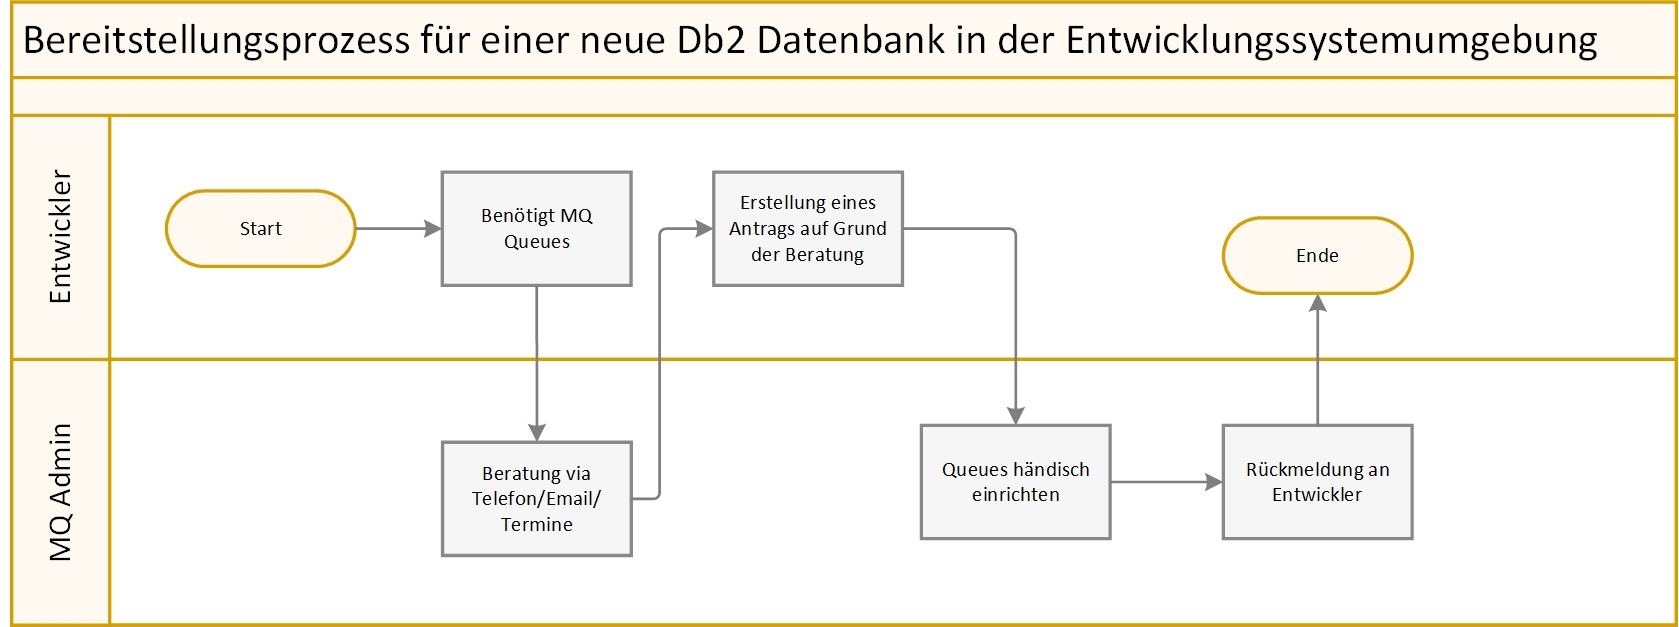 Bereitstellungsprozess für einer neue Db2 Datenbank in der Entwicklungssystemumgebung
Entwickler
Start
Benötigt MQ
Queues
Erstellung eines
Antrags auf Grund
der Beratung
Ende
MQ Admin
Beratung via
Telefon/Email/
Termine
Queues händisch
einrichten
Rückmeldung an
Entwickler